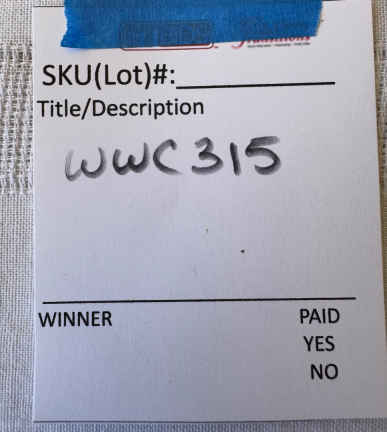 SKU(Lot)#:
Title/Description
WWC315
WINNER PAID
YES
NO